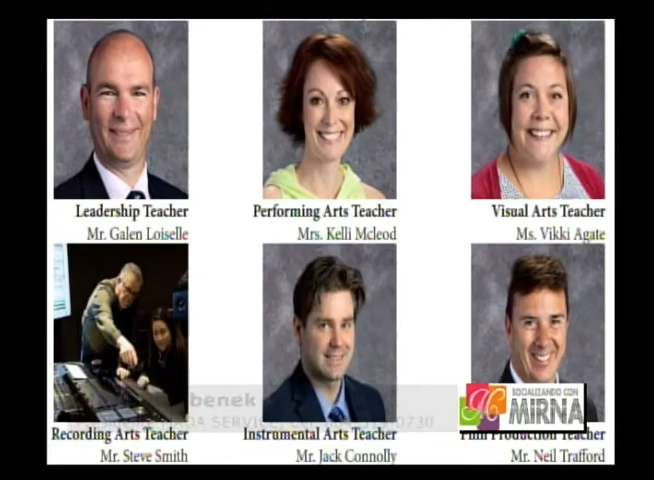 Leadership Teacher
Mr. Galen Loiselle
Performing Arts Teacher
Mrs. Kelli Mcleod
Visual Arts Teacher
Ms. Vikki Agate
benek
SERVICE
0730
SOCIALIZANDO CON
MIRNA
Recording Arts Teacher
Mr. Steve Smith
Instrumental Arts Teacher
Mr. Jack Connolly
Film Production Teacher
Mr. Neil Trafford